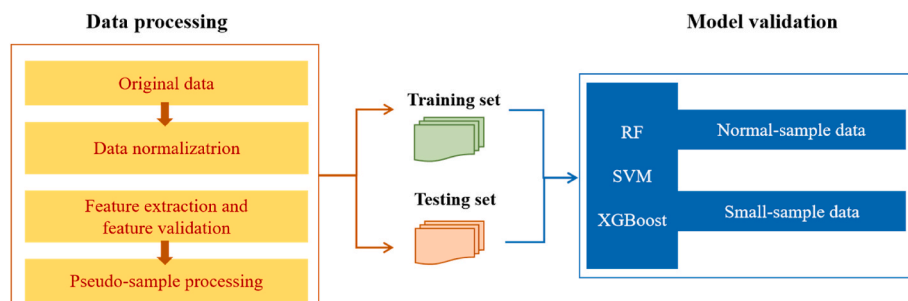 Data processing
Original data
Data normalizatrion
Feature extraction and
feature validation
Pseudo-sample processing
Training set
Testing set
Model validation
RF
SVM
XGBoost
Normal-sample data
Small-sample data